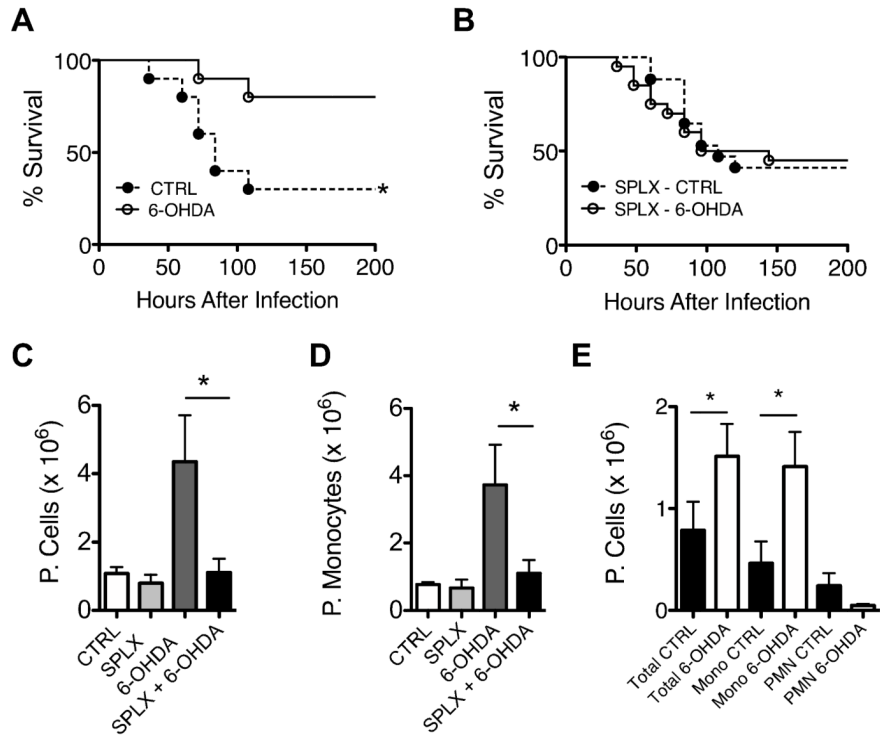 A
% Survival
100
50
0
CTRL
6-OHDA
*
0 50 100 150 200
Hours After Infection
B
% Survival
100
50
0
SPLX - CTRL
SPLX - 6-OHDA
0 50 100 150 200
Hours After Infection
C
P. Cells (x 10⁶)
6
4
2
0
*
CTRL
SPLX
6-OHDA
SPLX + 6-OHDA
D
P. Monocytes (x 10⁶)
6
4
2
0
*
CTRL
SPLX
6-OHDA
SPLX + 6-OHDA
E
P. Cells (x 10⁶)
2
1
0
* *
Total CTRL
Total 6-OHDA
Mono CTRL
Mono 6-OHDA
PMN CTRL
PMN 6-OHDA